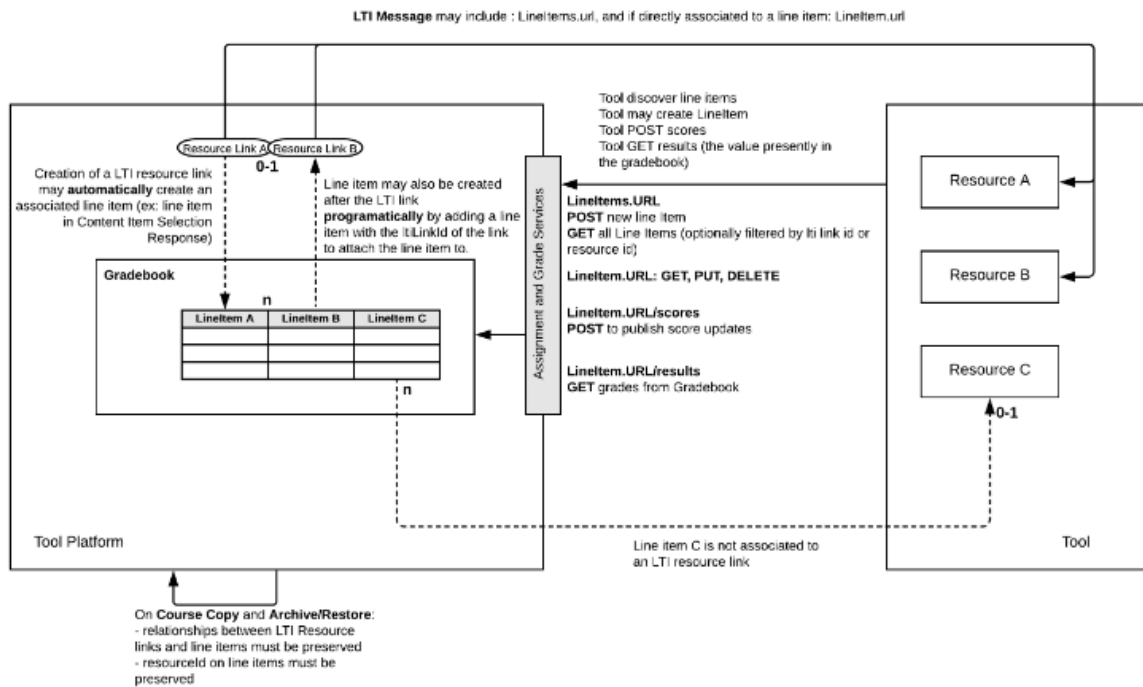 LTI Message may include : LineItems.url, and if directly associated to a line item: LineItem.url
Tool discover line items
Tool may create LineItem
Tool POST scores
Tool GET results (the value presently in
the gradebook)
Resource Link A
Resource Link B
0-1
Creation of a LTI resource link
may automatically create an
associated line item (ex: line item
in Content Item Selection
Response)
Line item may also be created
after the LTI link
programatically by adding a line
item with the ltiLinkId of the link
to attach the line item to.
Gradebook
n
LineItem A
LineItem B
LineItem C
n
Assignment and Grade Services
LineItems.URL
POST new line Item
GET all Line Items (optionally filtered by lti link id or
resource id)
LineItem.URL: GET, PUT, DELETE
LineItem.URL/scores
POST to publish score updates
LineItem.URL/results
GET grades from Gradebook
Resource A
Resource B
Resource C
0-1
Tool Platform
Line item C is not associated to
an LTI resource link
Tool
On Course Copy and Archive/Restore:
- relationships between LTI Resource
links and line items must be preserved
- resourceId on line items must be
preserved